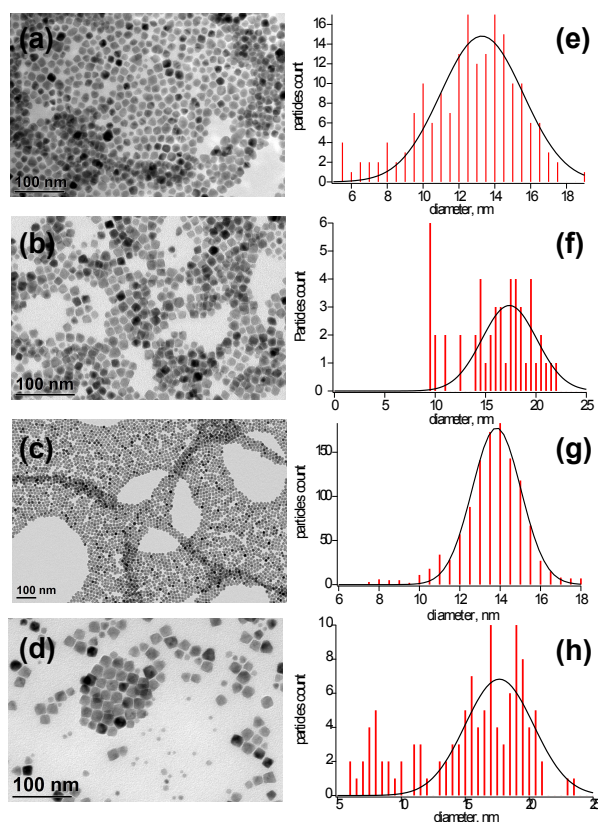 (a)
100 nm
(e)
particles count
16
14
12
10
8
6
4
2
0
6 8 10 12 14 16 18
diameter, nm
(b)
100 nm
(f)
Particles count
6
5
4
3
2
1
0
0 5 10 15 20 25
diameter, nm
(c)
100 nm
(g)
particles count
150
100
50
0
6 8 10 12 14 16 18
diameter, nm
(d)
100 nm
(h)
particles count
10
8
6
4
2
0
5 10 15 20 25
diameter, nm